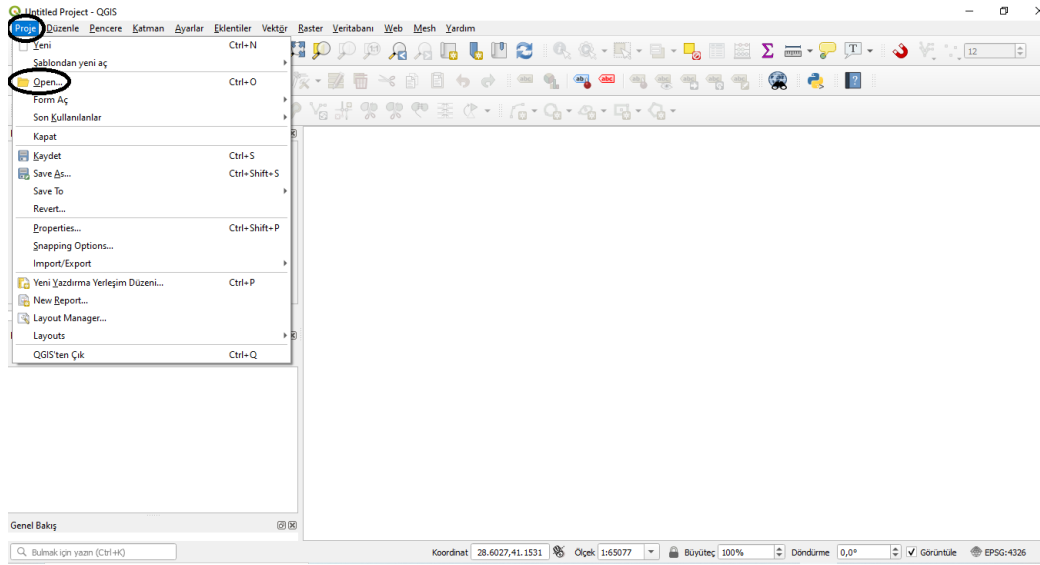 Untitled Project - QGIS
Proje Düzenle Pencere Katman Ayarlar Eklentiler Vektör Raster Veritabanı Web Mesh Yardım
Yeni Ctrl+N
Şablondan yeni aç
Open... Ctrl+O
Form Aç
Son Kullanılanlar
Kapat
Kaydet Ctrl+S
Save As... Ctrl+Shift+S
Save To
Revert...
Properties... Ctrl+Shift+P
Snapping Options...
Import/Export
Yeni Yazdırma Yerleşim Düzeni... Ctrl+P
New Report...
Layout Manager...
Layouts
QGIS'ten Çık Ctrl+Q
12
Genel Bakış
Bulmak için yazın (Ctrl+K)
Koordinat 28.6027,41.1531 Ölçek 1:65077 Büyüteç 100% Döndürme 0,0° Görüntüle EPSG:4326